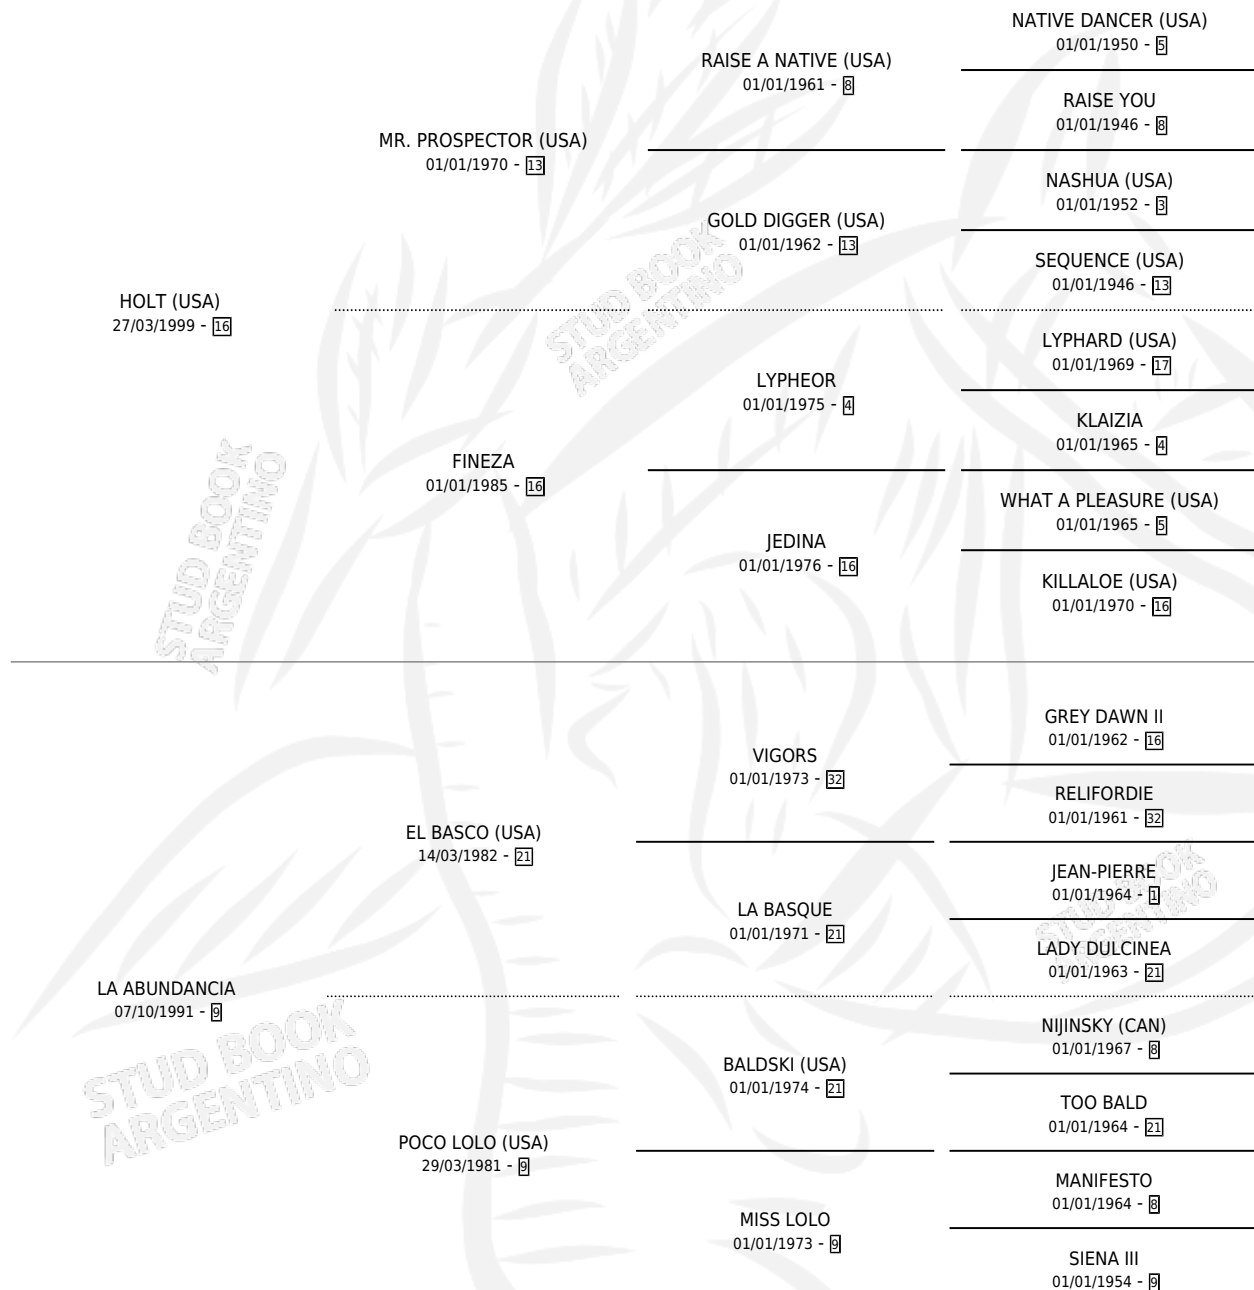 NATIVE DANCER (USA)
01/01/1950 - 5
RAISE A NATIVE (USA)
01/01/1961 - 8
RAISE YOU
01/01/1946 - 8
MR. PROSPECTOR (USA)
01/01/1970 - 13
NASHUA (USA)
01/01/1952 - 3
GOLD DIGGER (USA)
01/01/1962 - 13
SEQUENCE (USA)
01/01/1946 - 13
HOLT (USA)
27/03/1999 - 16
LYPHARD (USA)
01/01/1969 - 17
LYPHEOR
01/01/1975 - 4
KLAIZIA
01/01/1965 - 4
FINEZA
01/01/1985 - 16
WHAT A PLEASURE (USA)
01/01/1965 - 5
JEDINA
01/01/1976 - 16
KILLALOE (USA)
01/01/1970 - 16
GREY DAWN II
01/01/1962 - 16
VIGORS
01/01/1973 - 32
RELIFORDIE
01/01/1961 - 32
EL BASCO (USA)
14/03/1982 - 21
JEAN-PIERRE
01/01/1964 - 1
LA BASQUE
01/01/1971 - 21
LADY DULCINEA
01/01/1963 - 21
LA ABUNDANCIA
07/10/1991 - 9
NIJINSKY (CAN)
01/01/1967 - 8
BALDSKI (USA)
01/01/1974 - 21
TOO BALD
01/01/1964 - 21
POCO LOLO (USA)
29/03/1981 - 9
MANIFESTO
01/01/1964 - 8
MISS LOLO
01/01/1973 - 9
SIENA III
01/01/1954 - 9
STUD BOOK
ARGENTINO
STUD BOOK
ARGENTINO
STUD BOOK
ARGENTINO
STUD BOOK
ARGENTINO